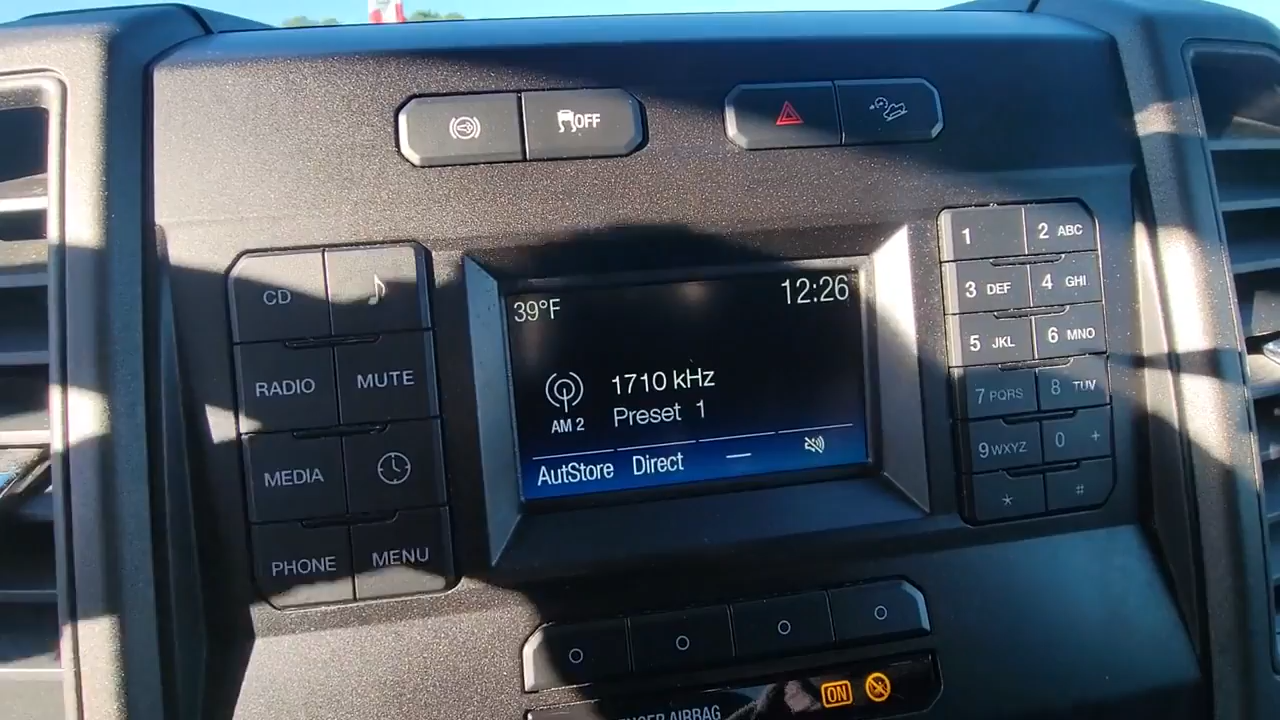 OFF
CD
RADIO MUTE
MEDIA
PHONE MENU
39°F 12:26
1710 kHz
AM 2 Preset 1
AutStore Direct —
1 2 ABC
3 DEF 4 GHI
5 JKL 6 MNO
7 PQRS 8 TUV
9 WXYZ 0 +
* #
ON
AIRBAG